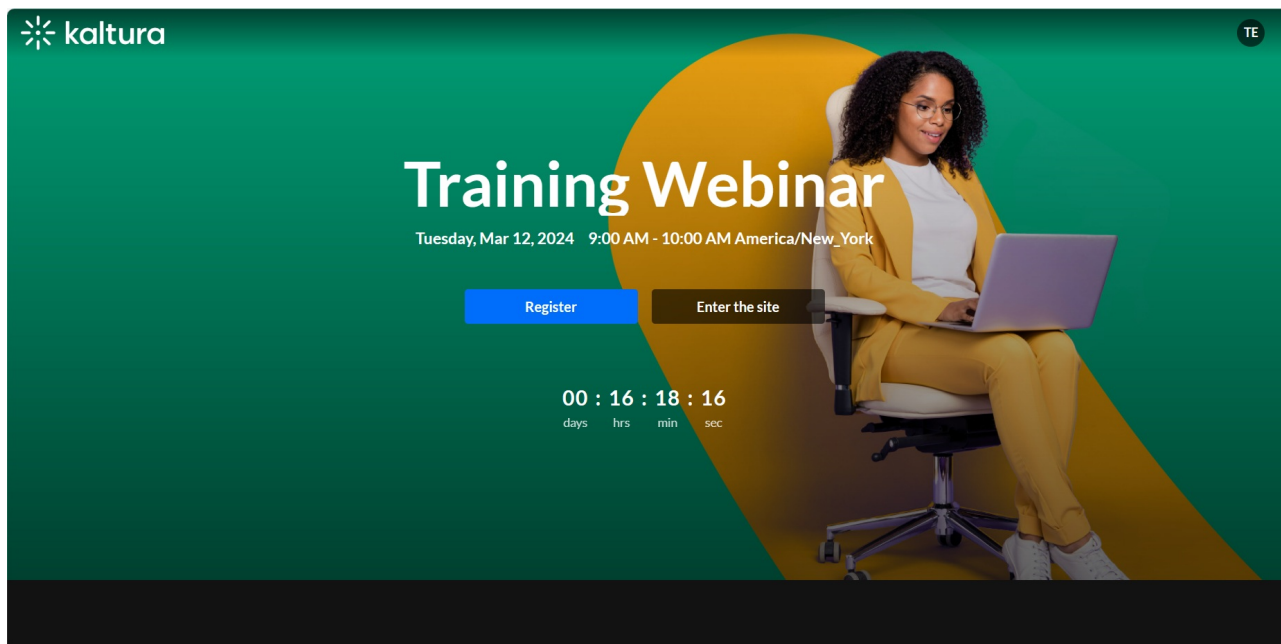 kaltura
TE
Training Webinar
Tuesday, Mar 12, 2024 9:00 AM - 10:00 AM America/New_York
Register Enter the site
00 : 16 : 18 : 16
days hrs min sec